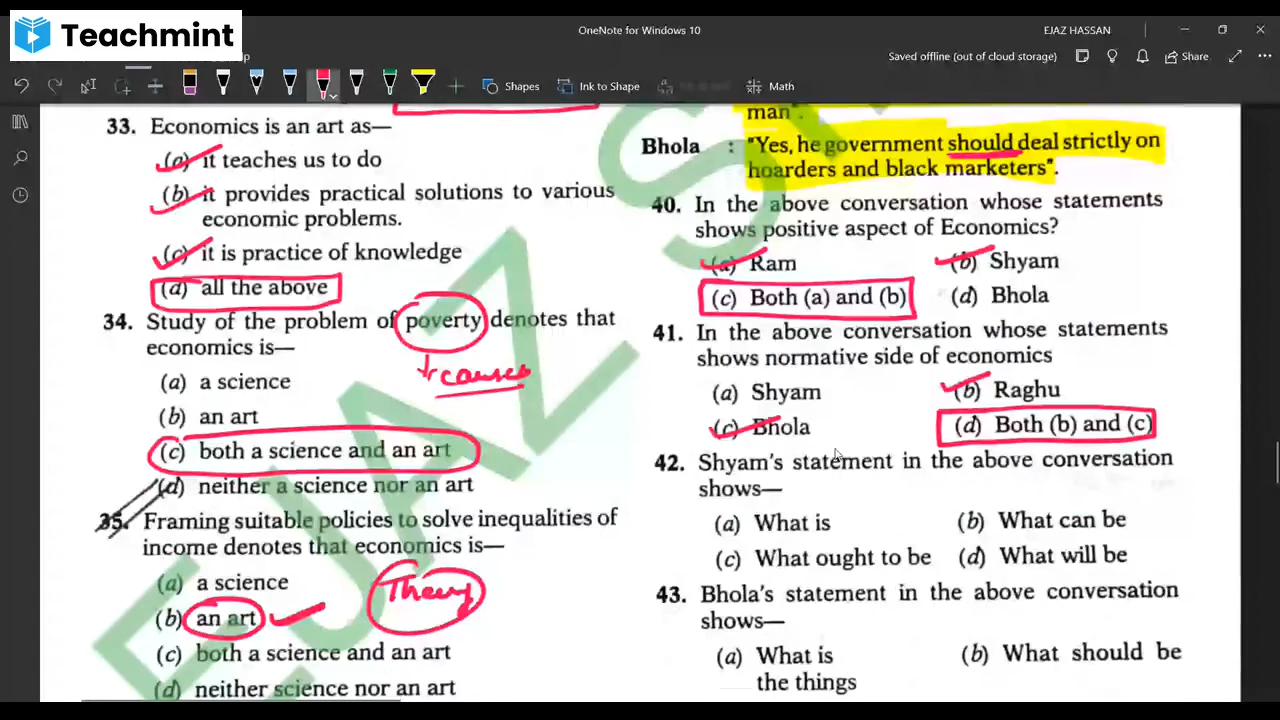 Teachmint
OneNote for Windows 10
EJAZ HASSAN
Saved offline (out of cloud storage)
Share
Shapes
Ink to Shape
Math
33. Economics is an art as—
(a) it teaches us to do
(b) it provides practical solutions to various
economic problems.
(c) it is practice of knowledge
(d) all the above
34. Study of the problem of poverty denotes that
economics is—
causes
(a) a science
(b) an art
(c) both a science and an art
(d) neither a science nor an art
35. Framing suitable policies to solve inequalities of
income denotes that economics is—
(a) a science
Theory
(b) an art
(c) both a science and an art
(d) neither science nor an art
man".
Bhola : "Yes, he government should deal strictly on
hoarders and black marketers".
40. In the above conversation whose statements
shows positive aspect of Economics?
(a) Ram (b) Shyam
(c) Both (a) and (b) (d) Bhola
41. In the above conversation whose statements
shows normative side of economics
(a) Shyam (b) Raghu
(c) Bhola (d) Both (b) and (c)
42. Shyam's statement in the above conversation
shows—
(a) What is (b) What can be
(c) What ought to be (d) What will be
43. Bhola's statement in the above conversation
shows—
(a) What is (b) What should be
the things
EJAZ S